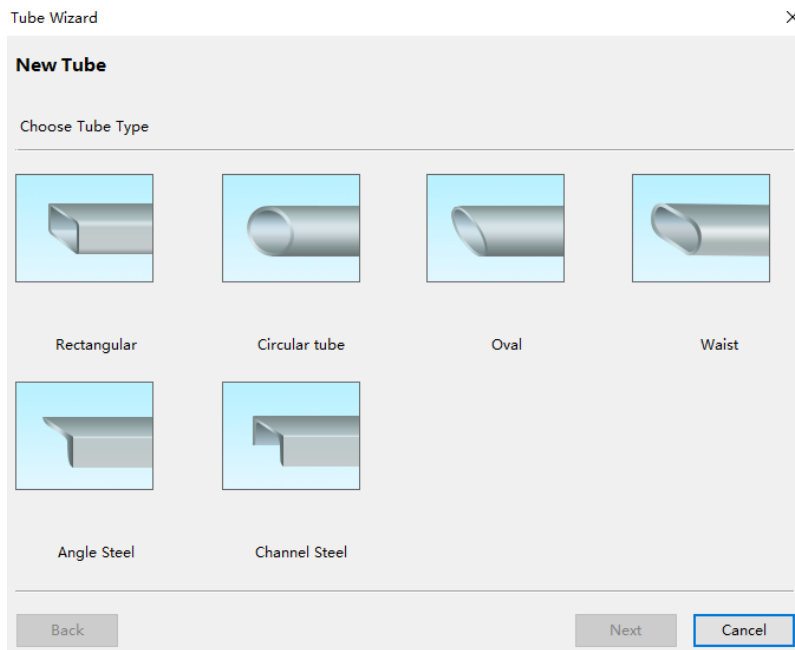 Tube Wizard
New Tube
Choose Tube Type
Rectangular Circular tube Oval Waist
Angle Steel Channel Steel
Back Next Cancel